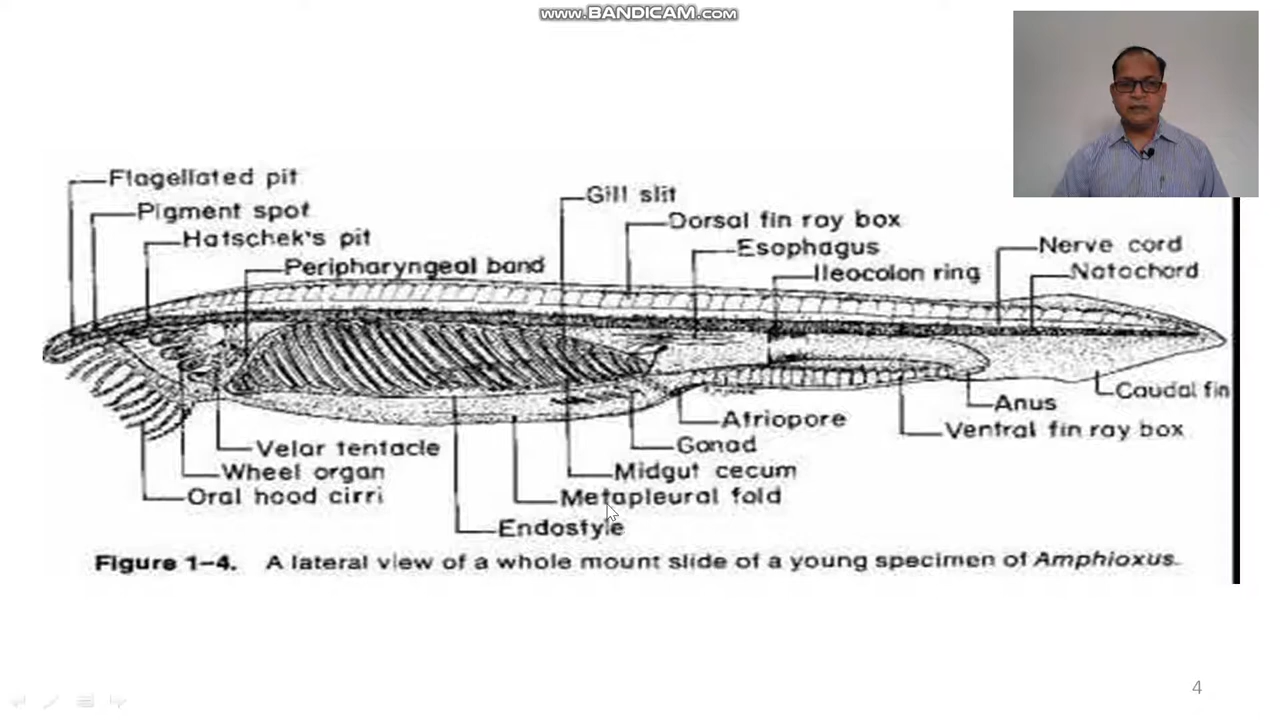 www.BANDICAM.com
Flagellated pit
Pigment spot
Hatschek's pit
Peripharyngeal band
Gill slit
Dorsal fin ray box
Esophagus
Ileocolon ring
Nerve cord
Notochord
Caudal fin
Anus
Ventral fin ray box
Atriopore
Gonad
Midgut cecum
Metapleural fold
Endostyle
Velar tentacle
Wheel organ
Oral hood cirri
Figure 1–4. A lateral view of a whole mount slide of a young specimen of Amphioxus.
4